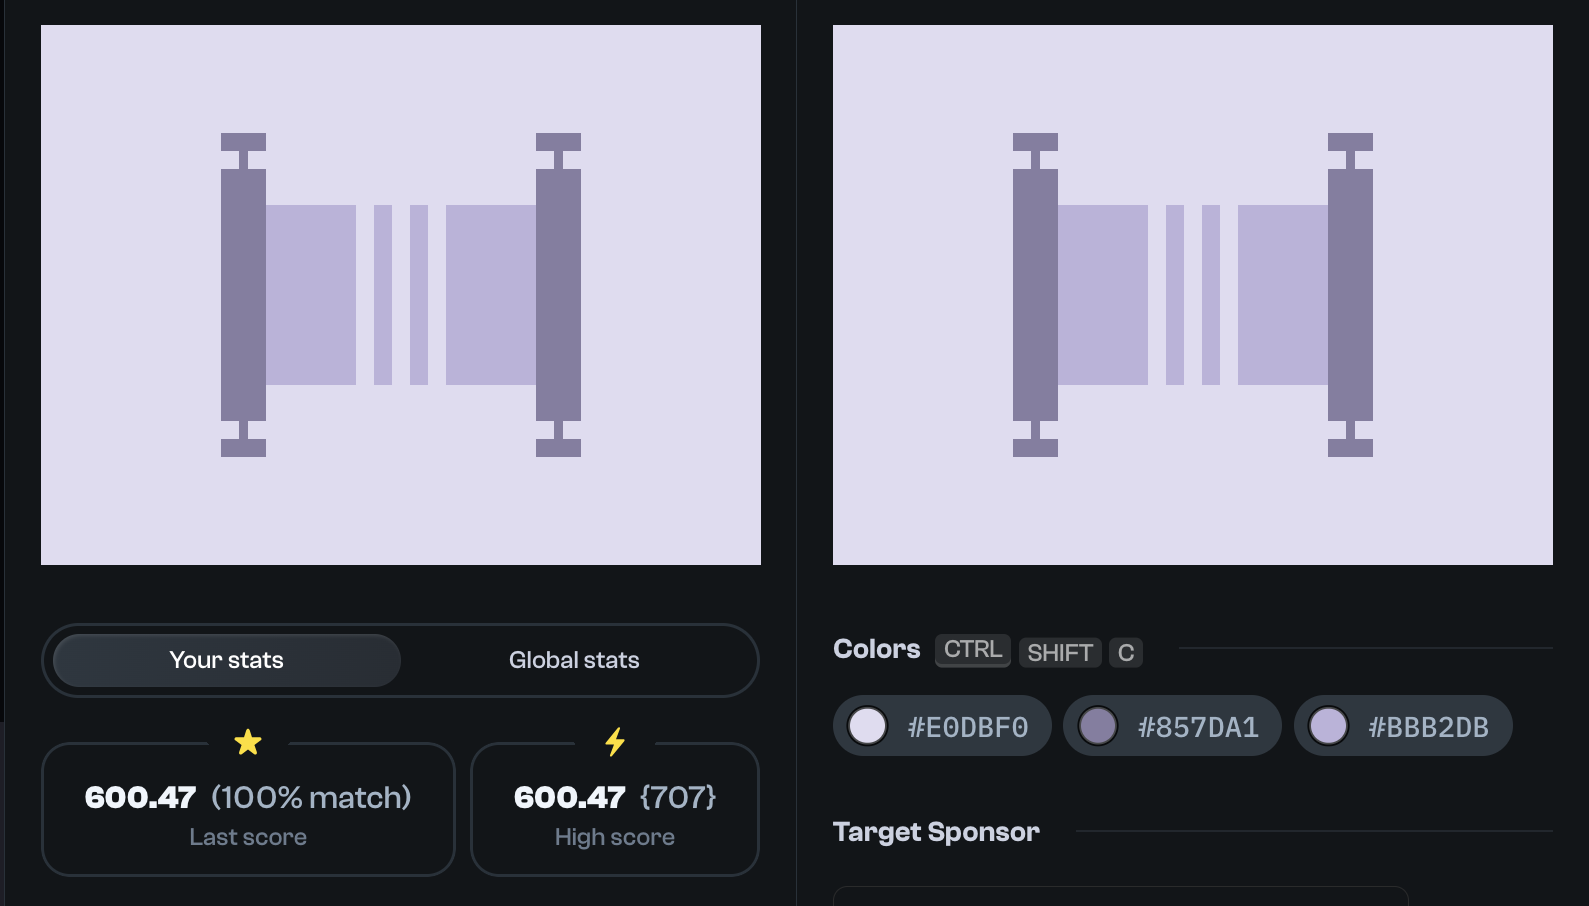 Your stats
Global stats
600.47 (100% match)
Last score
600.47 {707}
High score
Colors CTRL SHIFT C
#E0DBF0
#857DA1
#BBB2DB
Target Sponsor